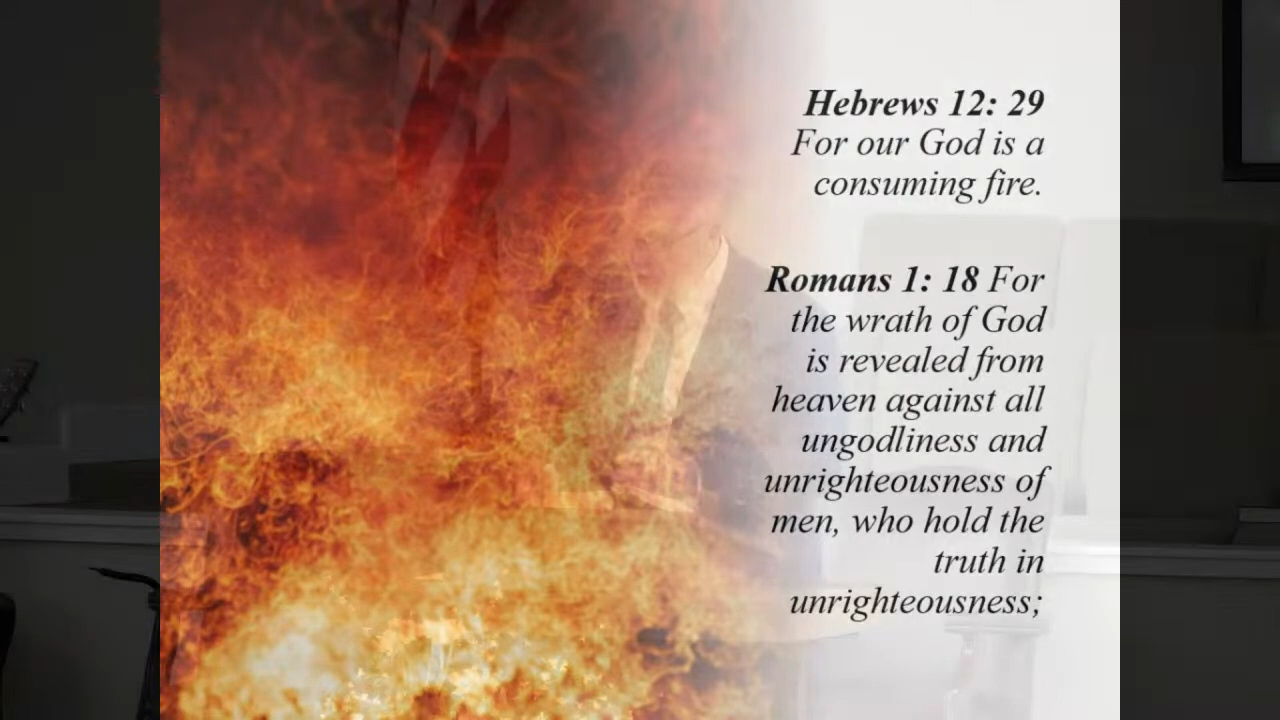 Hebrews 12: 29
For our God is a
consuming fire.
Romans 1: 18 For
the wrath of God
is revealed from
heaven against all
ungodliness and
unrighteousness of
men, who hold the
truth in
unrighteousness;